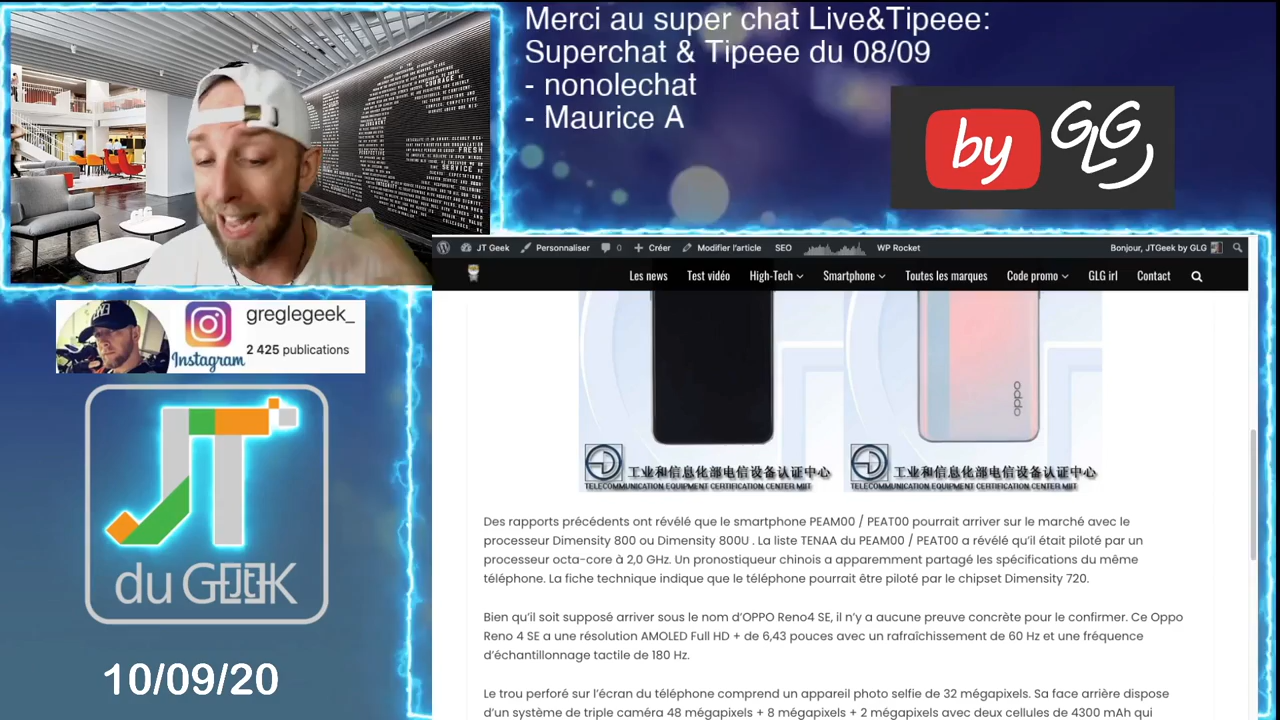 Merci au super chat Live&Tipeee:
Superchat & Tipeee du 08/09
- nonolechat
- Maurice A
by GLG
COURAGE
JUDGMENT
FRESH
PERSPECTIVE
SERVICE
greglegeek_
Instagram
2 425 publications
JT
du GEEK
10/09/20
JT Geek Personnaliser 0 Créer Modifier l'article SEO WP Rocket Bonjour, JTGeek by GLG
Les news Test vidéo High-Tech Smartphone Toutes les marques Code promo GLG irl Contact
oppo
工业和信息化部电信设备认证中心 工业和信息化部电信设备认证中心
TELECOMMUNICATION EQUIPMENT CERTIFICATION CENTER MIIT TELECOMMUNICATION EQUIPMENT CERTIFICATION CENTER MIIT
Des rapports précédents ont révélé que le smartphone PEAM00 / PEAT00 pourrait arriver sur le marché avec le
processeur Dimensity 800 ou Dimensity 800U . La liste TENAA du PEAM00 / PEAT00 a révélé qu'il était piloté par un
processeur octa-core à 2,0 GHz. Un pronostiqueur chinois a apparemment partagé les spécifications du même
téléphone. La fiche technique indique que le téléphone pourrait être piloté par le chipset Dimensity 720.
Bien qu'il soit supposé arriver sous le nom d'OPPO Reno4 SE, il n'y a aucune preuve concrète pour le confirmer. Ce Oppo
Reno 4 SE a une résolution AMOLED Full HD + de 6,43 pouces avec un rafraîchissement de 60 Hz et une fréquence
d'échantillonnage tactile de 180 Hz.
Le trou perforé sur l'écran du téléphone comprend un appareil photo selfie de 32 mégapixels. Sa face arrière dispose
d'un système de triple caméra 48 mégapixels + 8 mégapixels + 2 mégapixels avec deux cellules de 4300 mAh qui